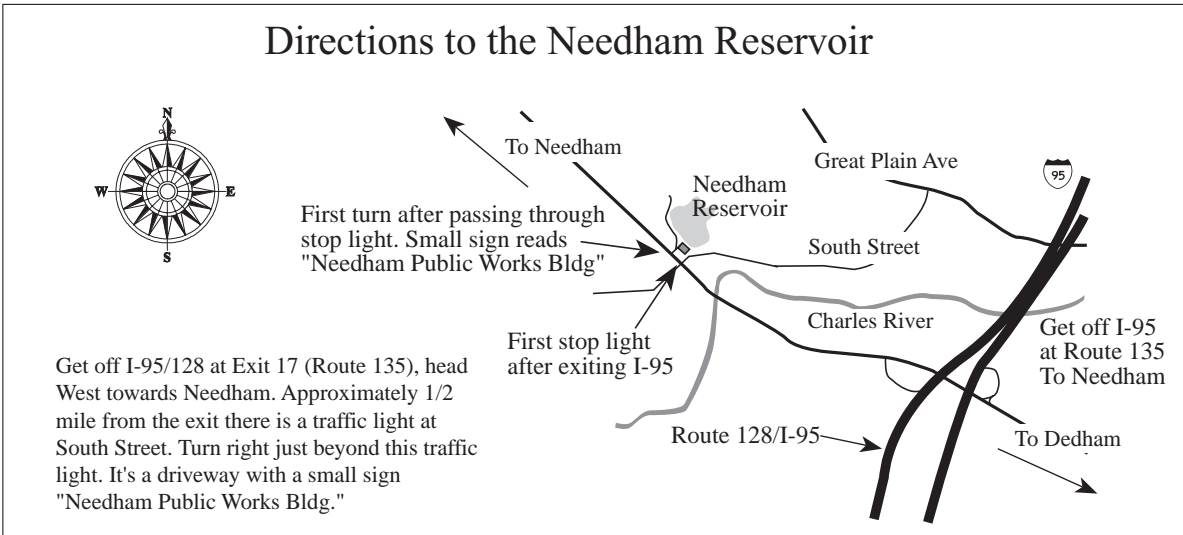 Directions to the Needham Reservoir
N
W
E
S
To Needham
Great Plain Ave
95
Needham
Reservoir
First turn after passing through
stop light. Small sign reads
"Needham Public Works Bldg"
South Street
Charles River
First stop light
after exiting I-95
Get off I-95
at Route 135
To Needham
Get off I-95/128 at Exit 17 (Route 135), head
West towards Needham. Approximately 1/2
mile from the exit there is a traffic light at
South Street. Turn right just beyond this traffic
light. It's a driveway with a small sign
"Needham Public Works Bldg."
Route 128/I-95
To Dedham